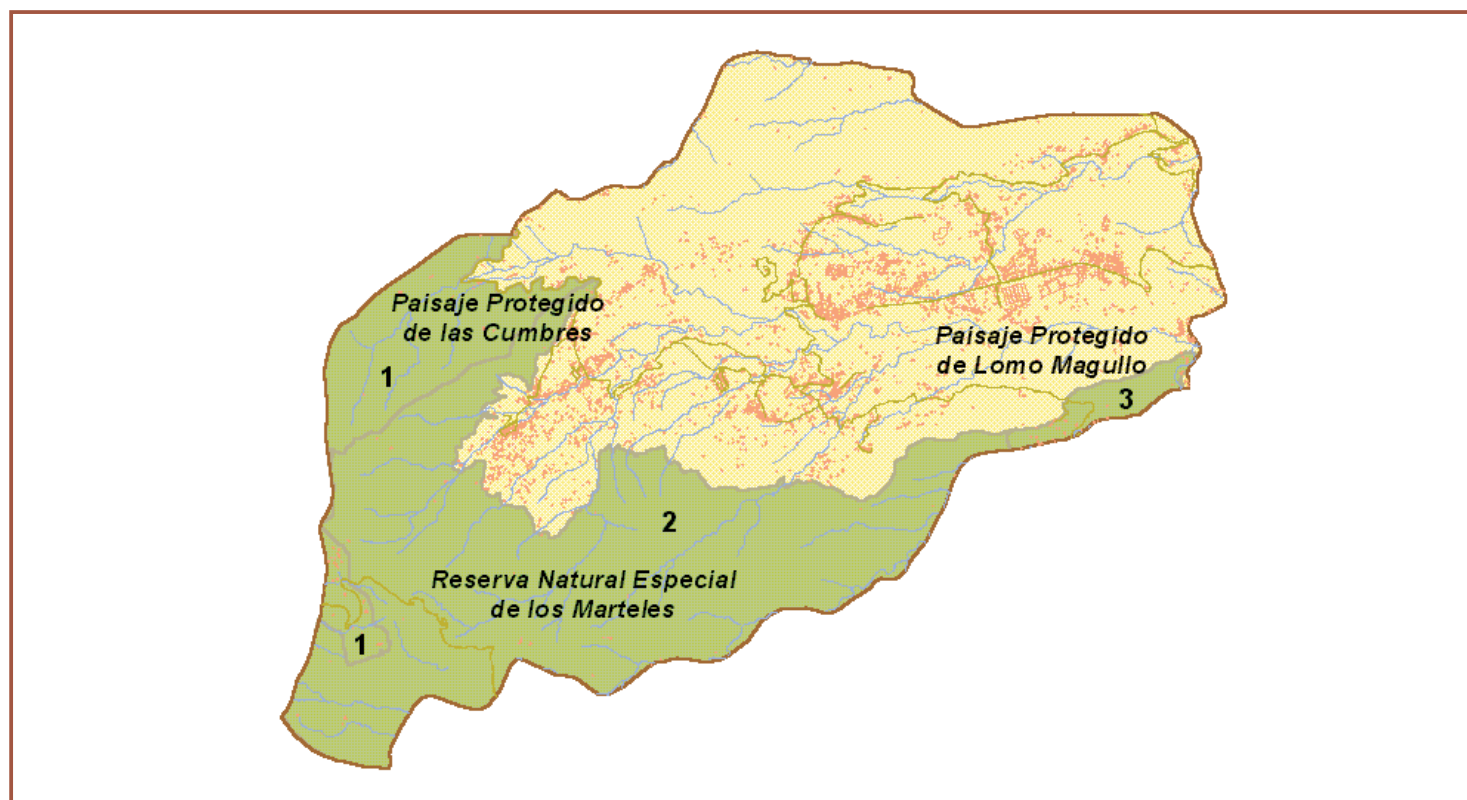 Paisaje Protegido
de las Cumbres
1
Paisaje Protegido
de Lomo Magullo
3
2
Reserva Natural Especial
de los Marteles
1